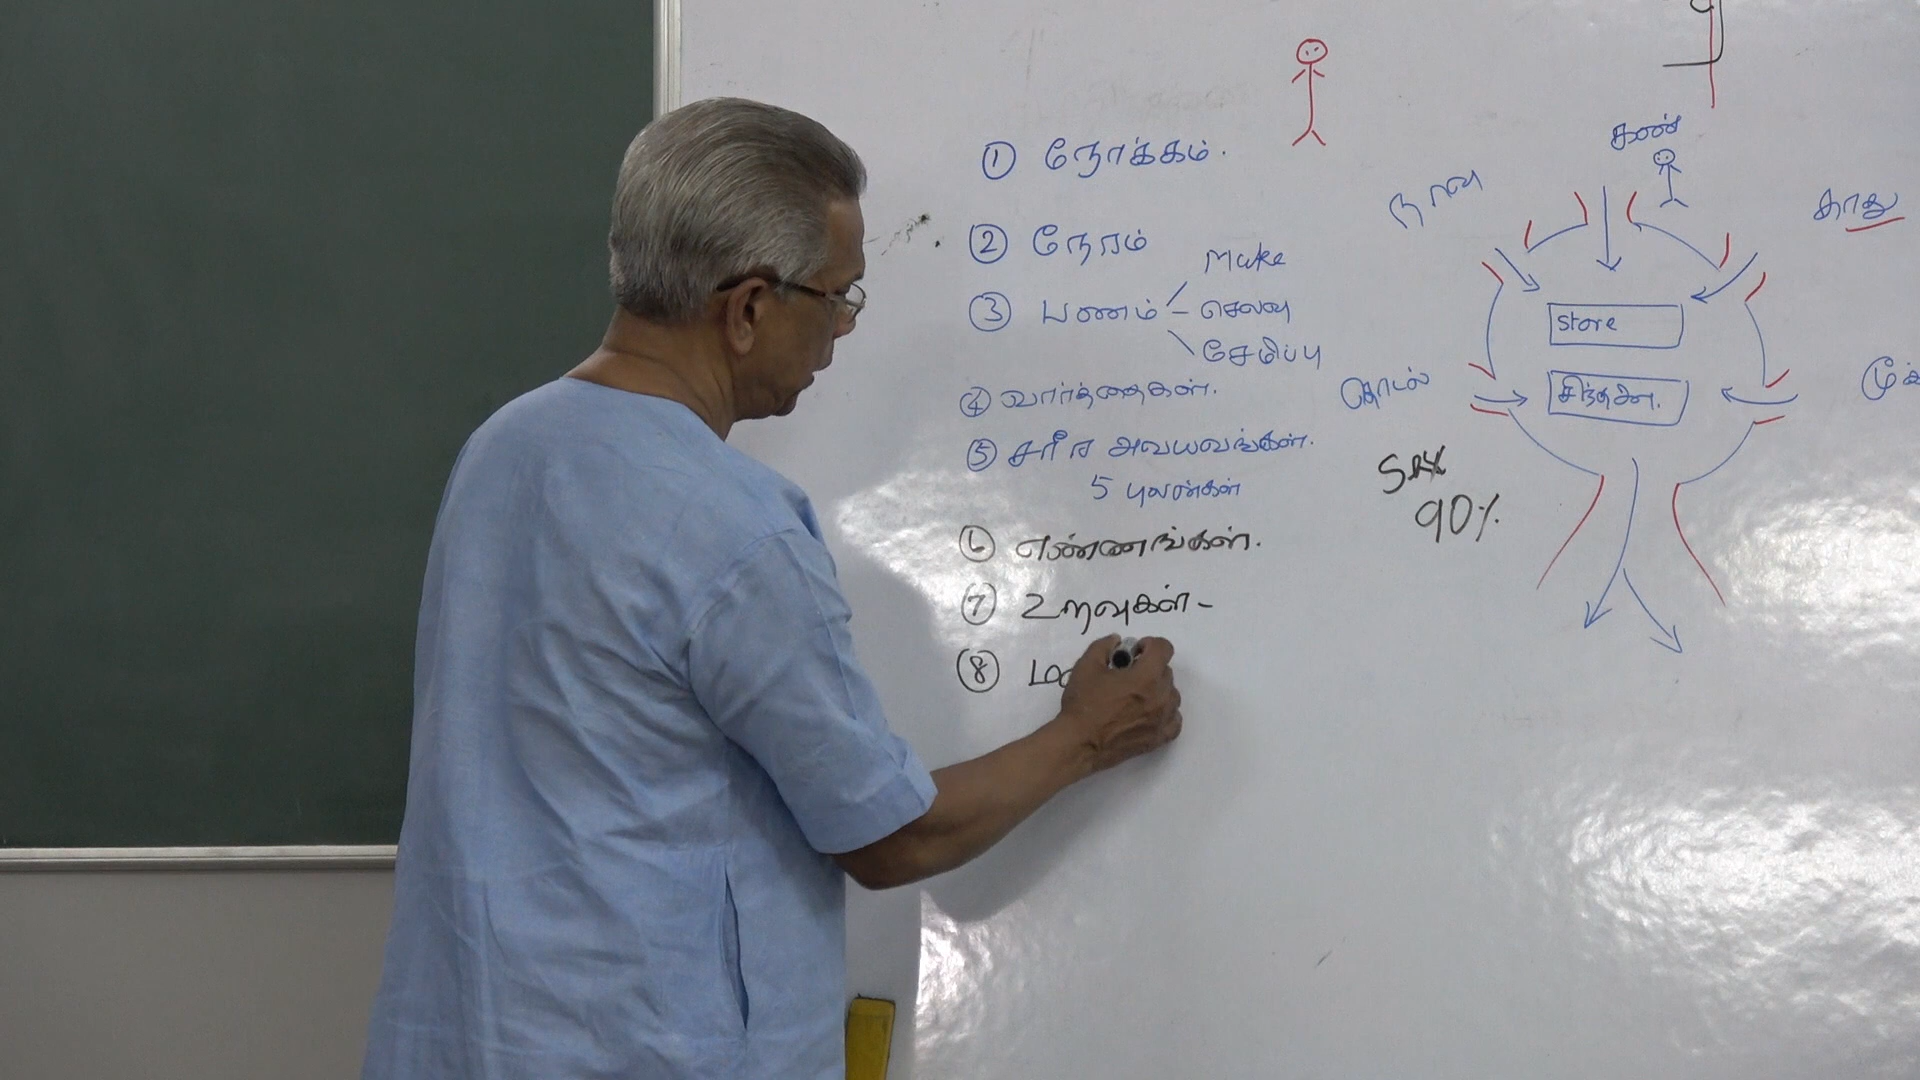 ① நோக்கம்.
② நேரம்
③ பணம்
Make
- செலவு
சேமிப்பு
④ வார்த்தைகள்.
⑤ சரீர அவயவங்கள்.
5 புலன்கள்
⑥ எண்ணங்கள்.
⑦ உறவுகள் -
⑧
கண்
நாவு
காது
store
சிந்தனை.
90%